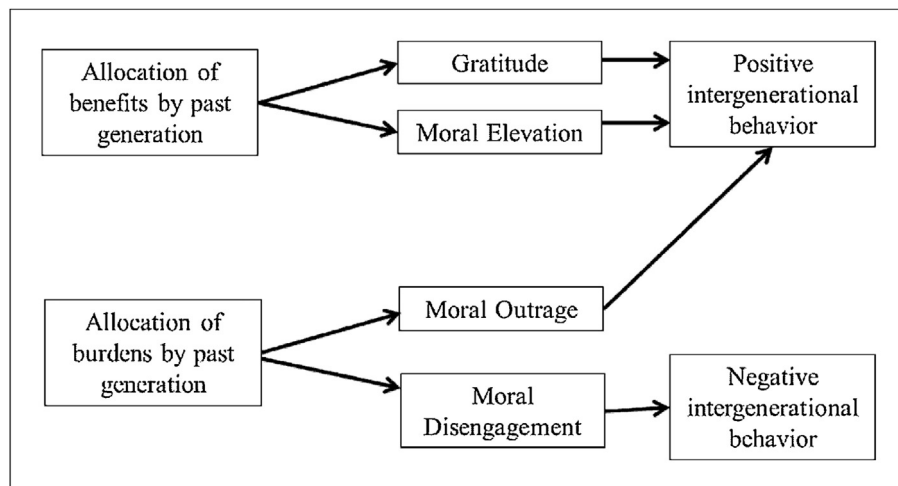 Allocation of
benefits by past
generation
Gratitude
Moral Elevation
Positive
intergenerational
behavior
Allocation of
burdens by past
generation
Moral Outrage
Moral
Disengagement
Negative
intergenerational
behavior